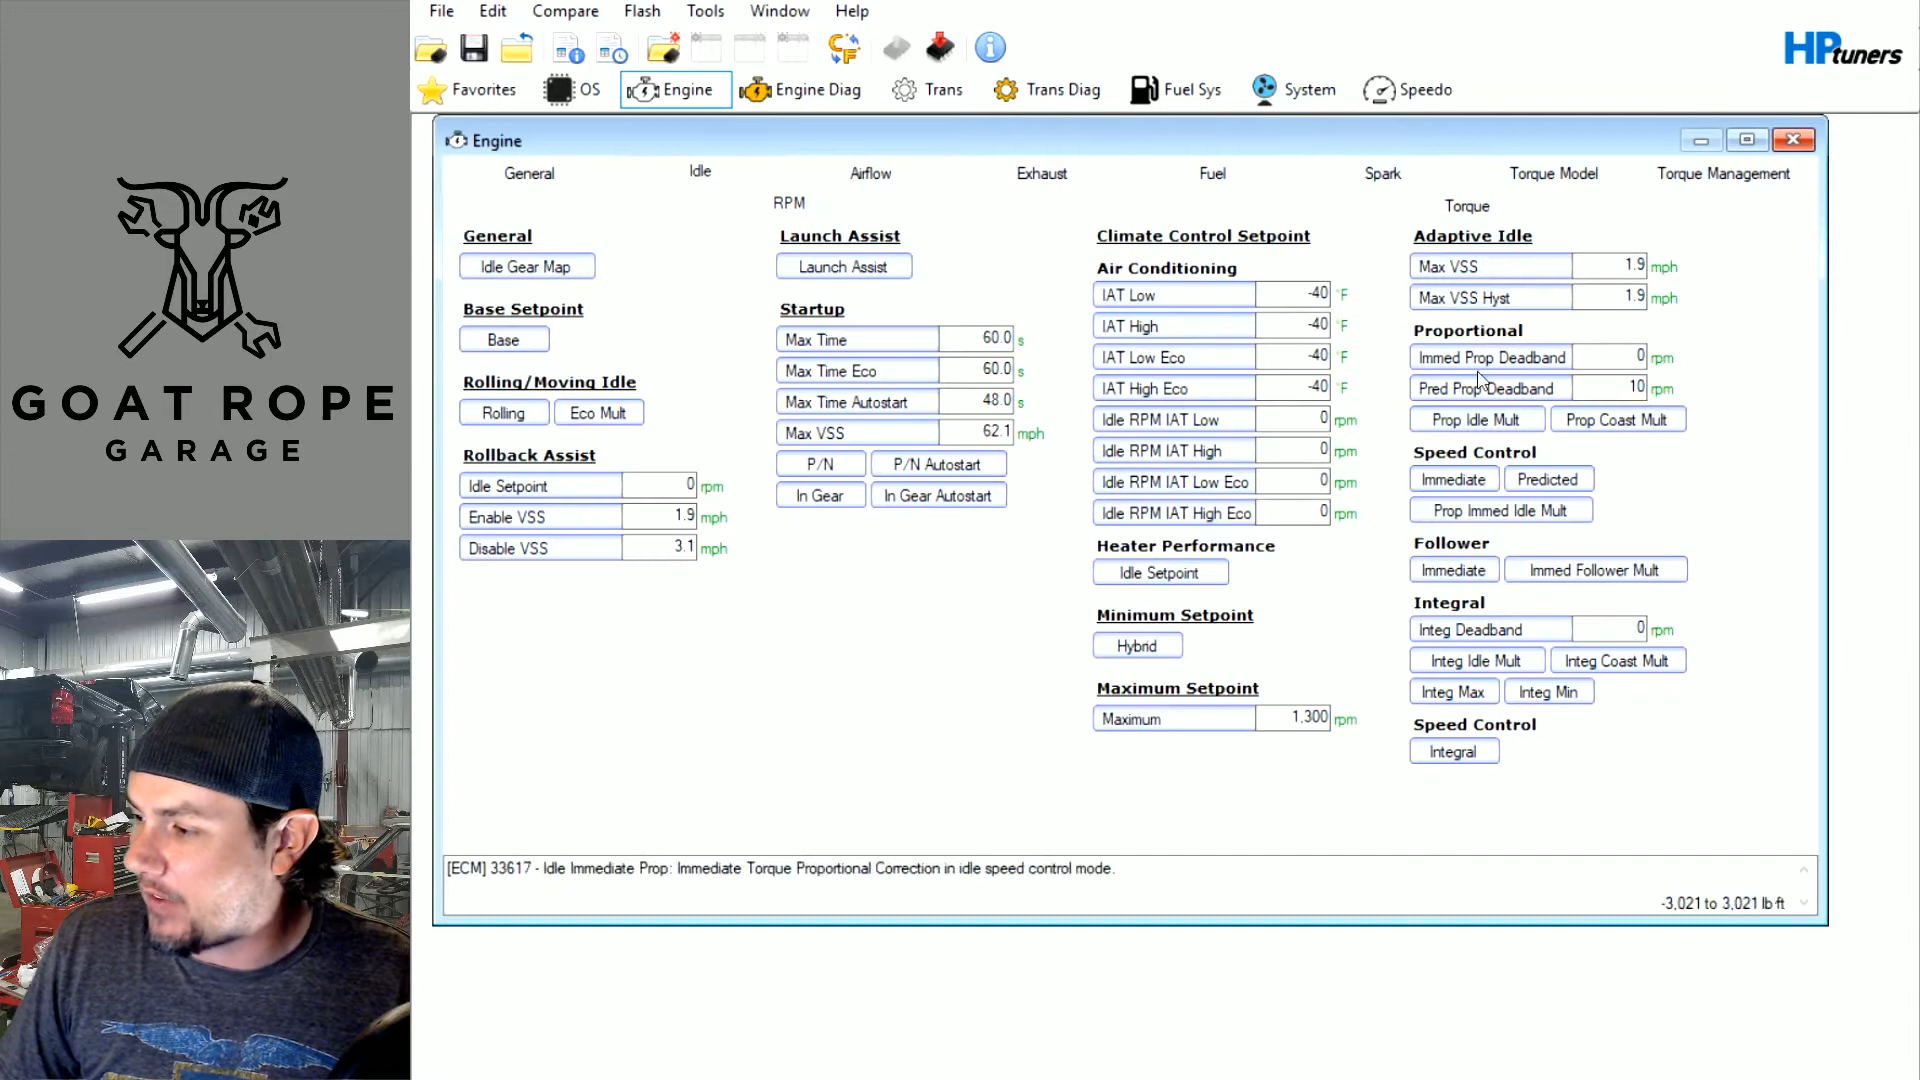 File Edit Compare Flash Tools Window Help
HPtuners
Favorites OS Engine Engine Diag Trans Trans Diag Fuel Sys System Speedo
Engine
General Idle Airflow Exhaust Fuel Spark Torque Model Torque Management
RPM
Torque
General
Idle Gear Map
Base Setpoint
Base
Rolling/Moving Idle
Rolling Eco Mult
Rollback Assist
Idle Setpoint 0 rpm
Enable VSS 1.9 mph
Disable VSS 3.1 mph
Launch Assist
Launch Assist
Startup
Max Time 60.0 s
Max Time Eco 60.0 s
Max Time Autostart 48.0 s
Max VSS 62.1 mph
P/N P/N Autostart
In Gear In Gear Autostart
Climate Control Setpoint
Air Conditioning
IAT Low -40 °F
IAT High -40 °F
IAT Low Eco -40 °F
IAT High Eco -40 °F
Idle RPM IAT Low 0 rpm
Idle RPM IAT High 0 rpm
Idle RPM IAT Low Eco 0 rpm
Idle RPM IAT High Eco 0 rpm
Heater Performance
Idle Setpoint
Minimum Setpoint
Hybrid
Maximum Setpoint
Maximum 1,300 rpm
Adaptive Idle
Max VSS 1.9 mph
Max VSS Hyst 1.9 mph
Proportional
Immed Prop Deadband 0 rpm
Pred Prop Deadband 10 rpm
Prop Idle Mult Prop Coast Mult
Speed Control
Immediate Predicted
Prop Immed Idle Mult
Follower
Immediate Immed Follower Mult
Integral
Integ Deadband 0 rpm
Integ Idle Mult Integ Coast Mult
Integ Max Integ Min
Speed Control
Integral
[ECM] 33617 - Idle Immediate Prop: Immediate Torque Proportional Correction in idle speed control mode.
-3,021 to 3,021 lb·ft
GOAT ROPE
GARAGE